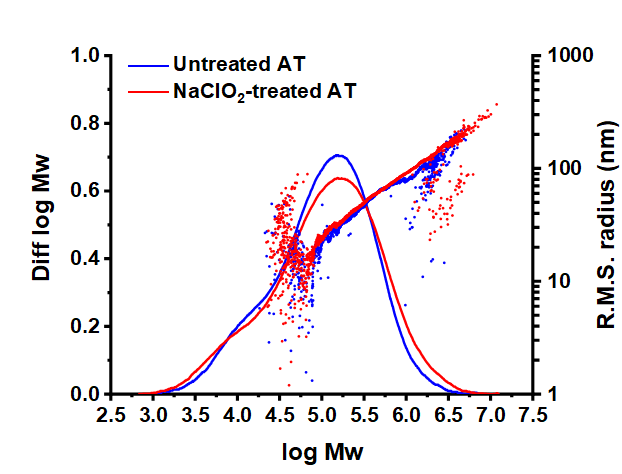 Untreated AT
NaClO₂-treated AT
Diff log Mw
1.0
0.8
0.6
0.4
0.2
0.0
2.5 3.0 3.5 4.0 4.5 5.0 5.5 6.0 6.5 7.0 7.5
log Mw
1000
100
10
1
R.M.S. radius (nm)